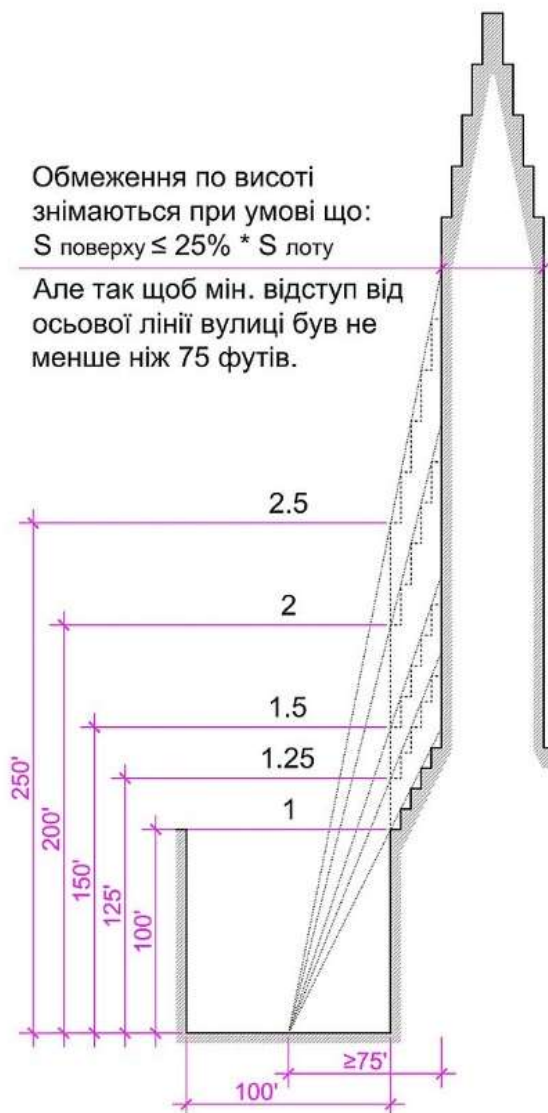 Обмеження по висоті
знімаються при умові що:
S поверху ≤ 25% * S лоту
Але так щоб мін. відступ від
осьової лінії вулиці був не
менше ніж 75 футів.
2.5
2
1.5
1.25
1
250'
200'
150'
125'
100'
≥75'
100'